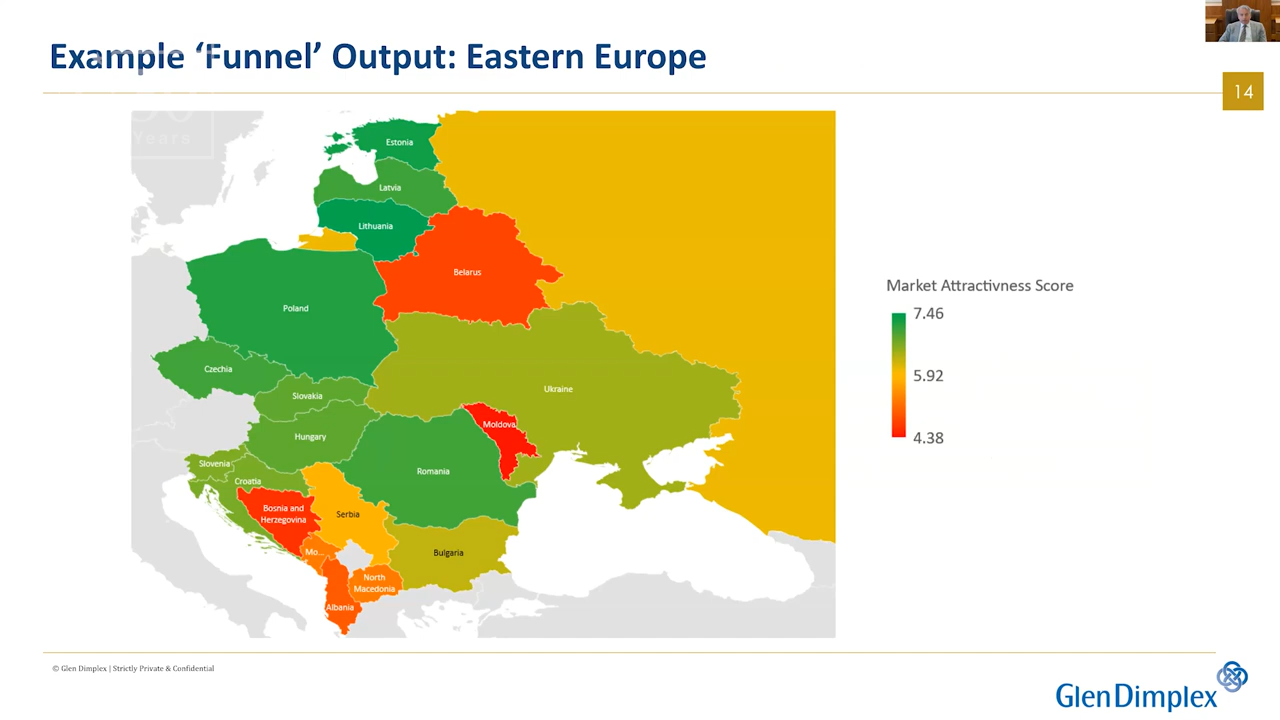 Example ‘Funnel’ Output: Eastern Europe
14
Years
Estonia
Latvia
Lithuania
Belarus
Poland
Czechia
Ukraine
Slovakia
Moldova
Hungary
Slovenia
Romania
Croatia
Bosnia and
Herzegovina
Serbia
Mo...
Bulgaria
North
Macedonia
Albania
Market Attractivness Score
7.46
5.92
4.38
© Glen Dimplex | Strictly Private & Confidential
GlenDimplex